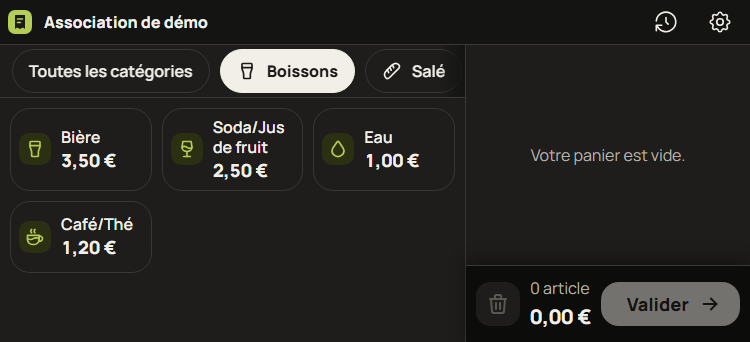 Association de démo
Toutes les catégories
Boissons
Salé
Bière
3,50 €
Soda/Jus
de fruit
2,50 €
Eau
1,00 €
Café/Thé
1,20 €
Votre panier est vide.
0 article
0,00 €
Valider